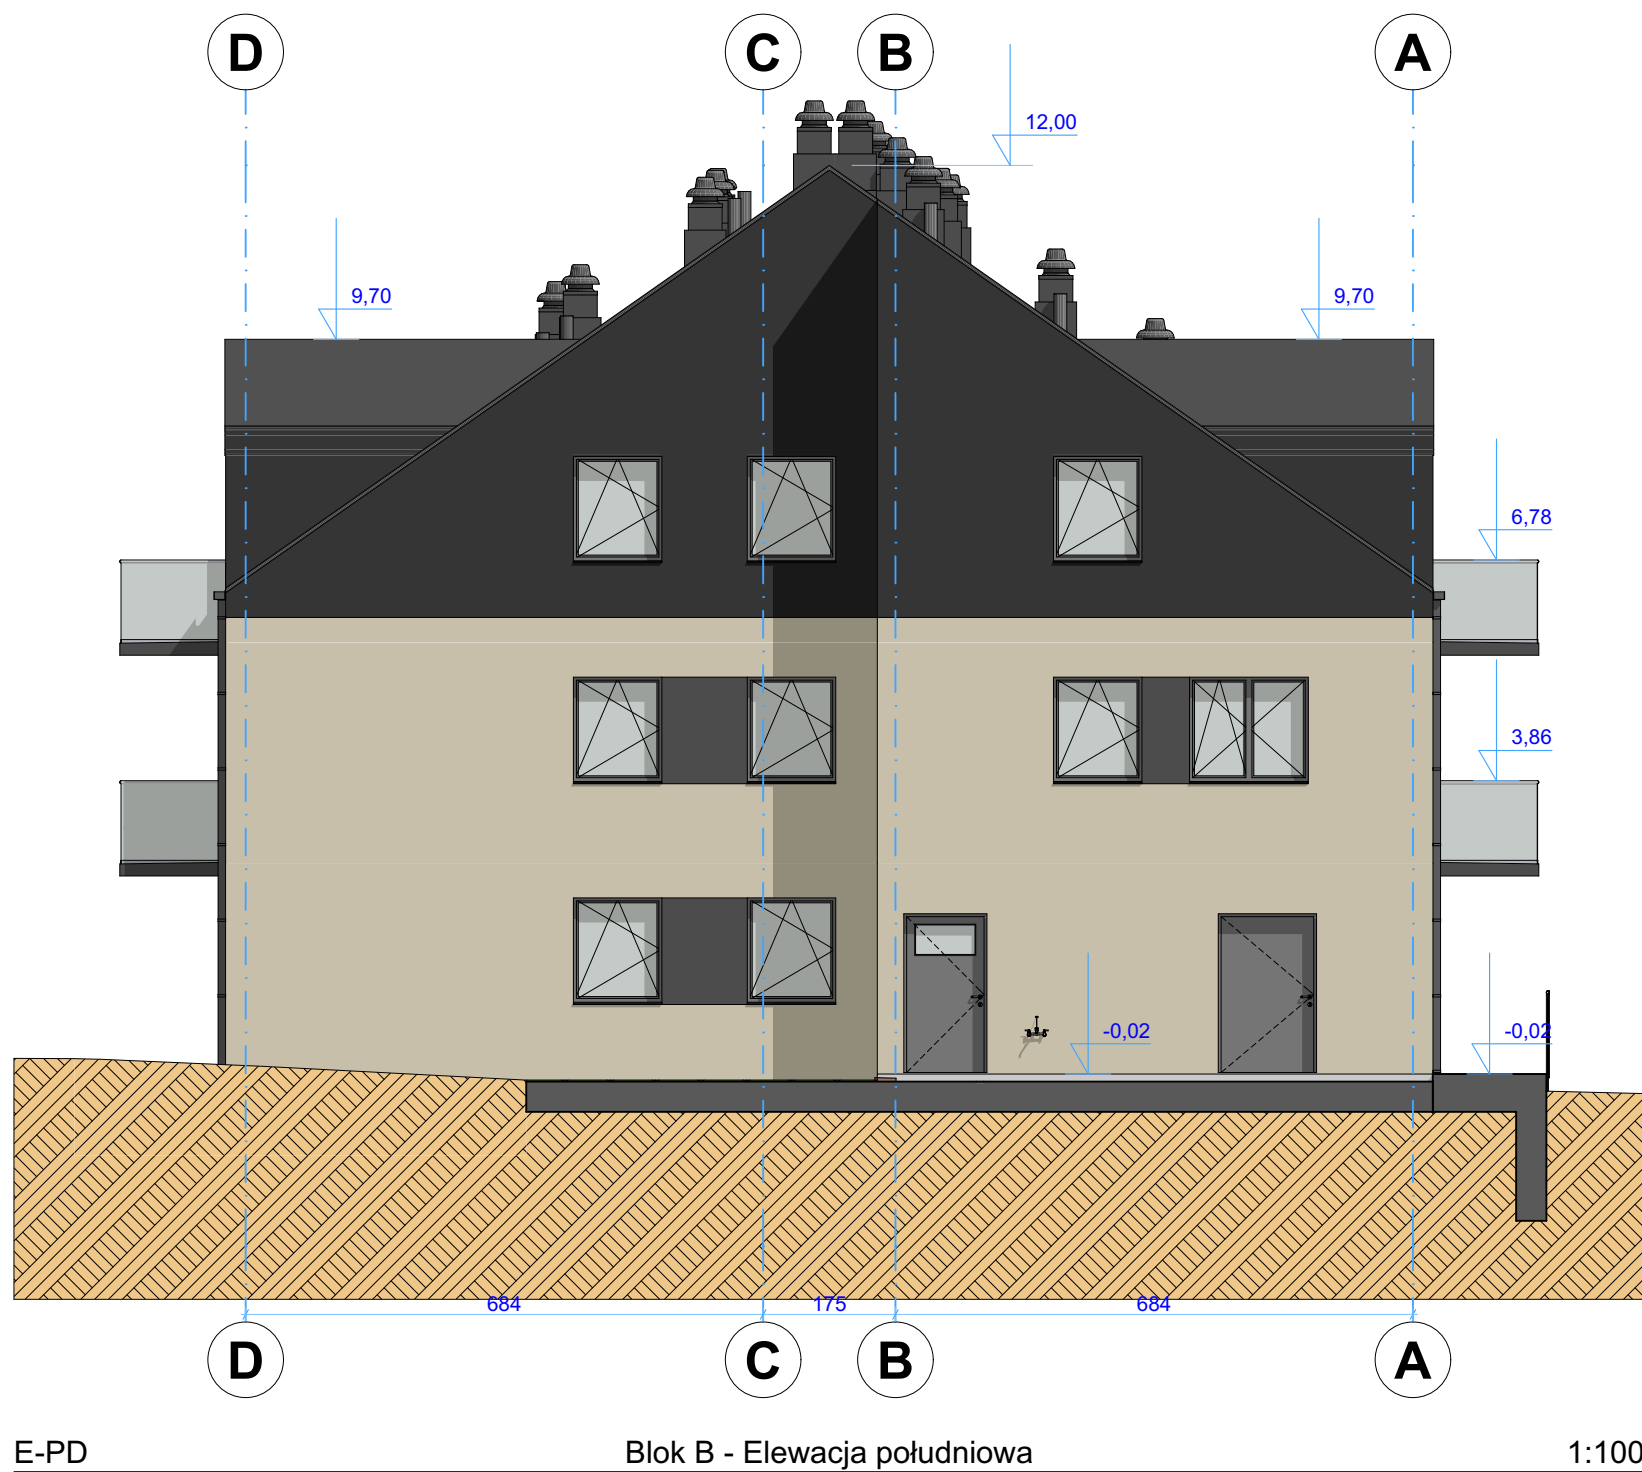 D C B A
12,00
9,70 9,70
6,78
3,86
-0,02 -0,02
684 175 684
D C B A
E-PD Blok B - Elewacja południowa 1:100